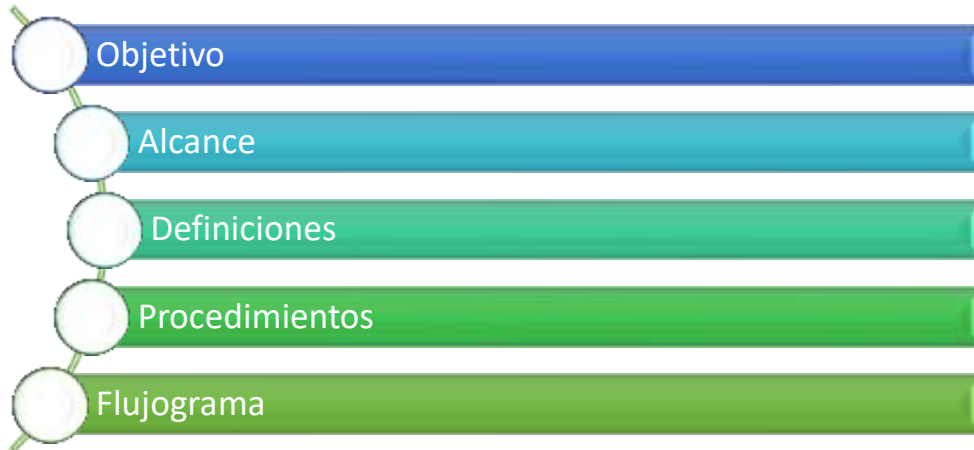 Objetivo
Alcance
Definiciones
Procedimientos
Flujograma